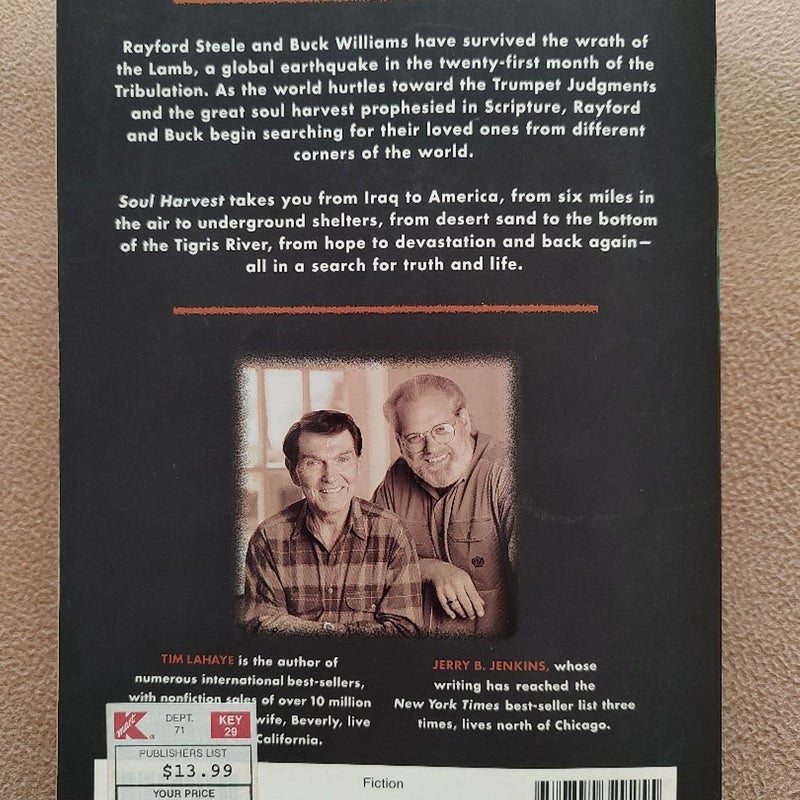 Rayford Steele and Buck Williams have survived the wrath of
the Lamb, a global earthquake in the twenty-first month of the
Tribulation. As the world hurtles toward the Trumpet Judgments
and the great soul harvest prophesied in Scripture, Rayford
and Buck begin searching for their loved ones from different
corners of the world.
Soul Harvest takes you from Iraq to America, from six miles in
the air to underground shelters, from desert sand to the bottom
of the Tigris River, from hope to devastation and back again—
all in a search for truth and life.
TIM LAHAYE is the author of
numerous international best-sellers,
with nonfiction sales of over 10 million
wife, Beverly, live
California.
JERRY B. JENKINS, whose
writing has reached the
New York Times best-seller list three
times, lives north of Chicago.
K mart ®
DEPT.
71
KEY
29
PUBLISHERS LIST
$13.99
YOUR PRICE
Fiction